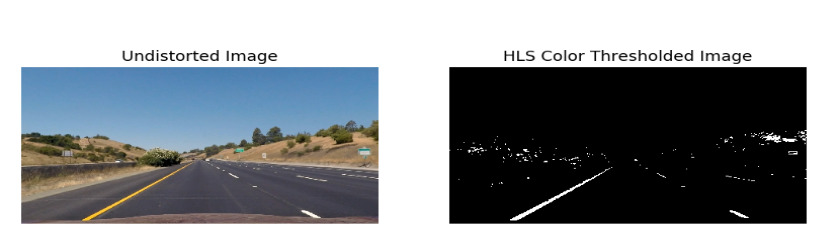 Undistorted Image
HLS Color Thresholded Image